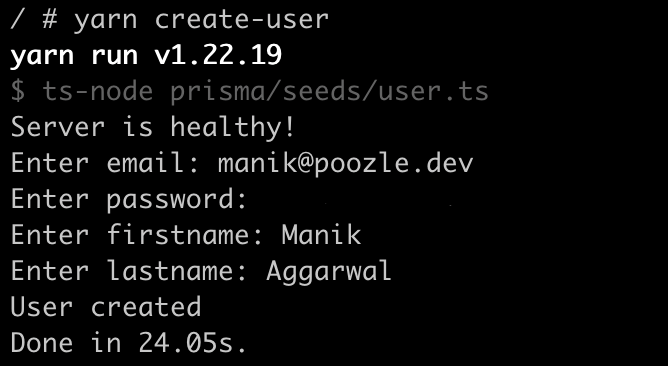 / # yarn create-user
yarn run v1.22.19
$ ts-node prisma/seeds/user.ts
Server is healthy!
Enter email: manik@poozle.dev
Enter password:
Enter firstname: Manik
Enter lastname: Aggarwal
User created
Done in 24.05s.